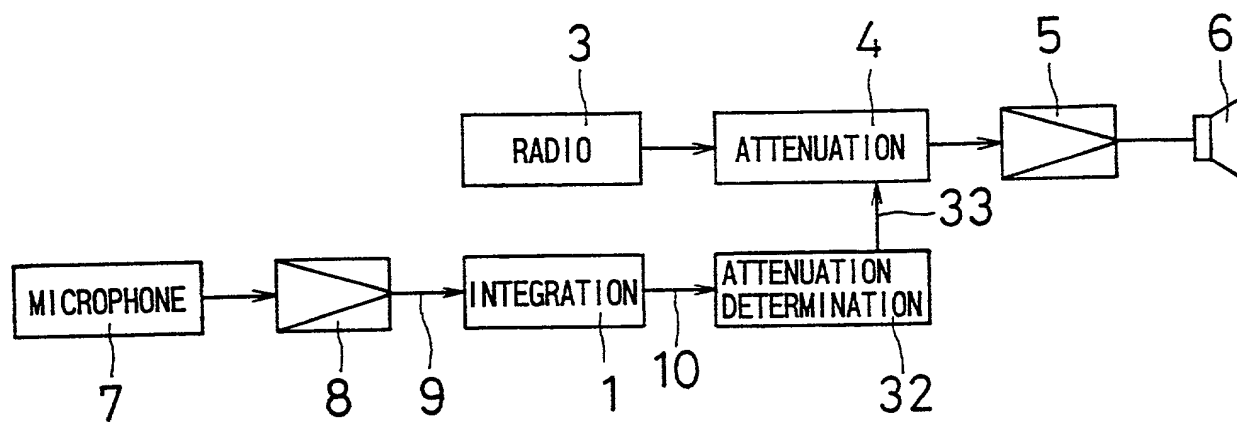 3
4
5
6
RADIO
ATTENUATION
33
MICROPHONE
INTEGRATION
ATTENUATION
DETERMINATION
7
8
9
1
10
32